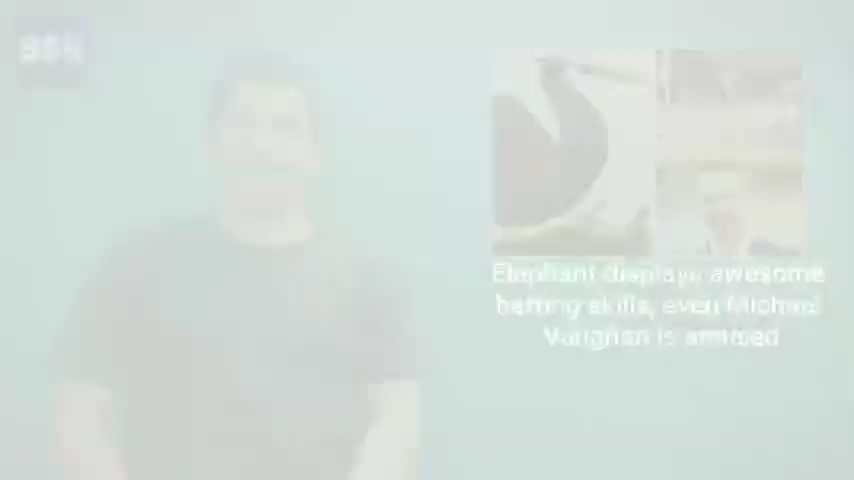 Elephant displays awesome
batting skills, even Michael
Vaughan is amused